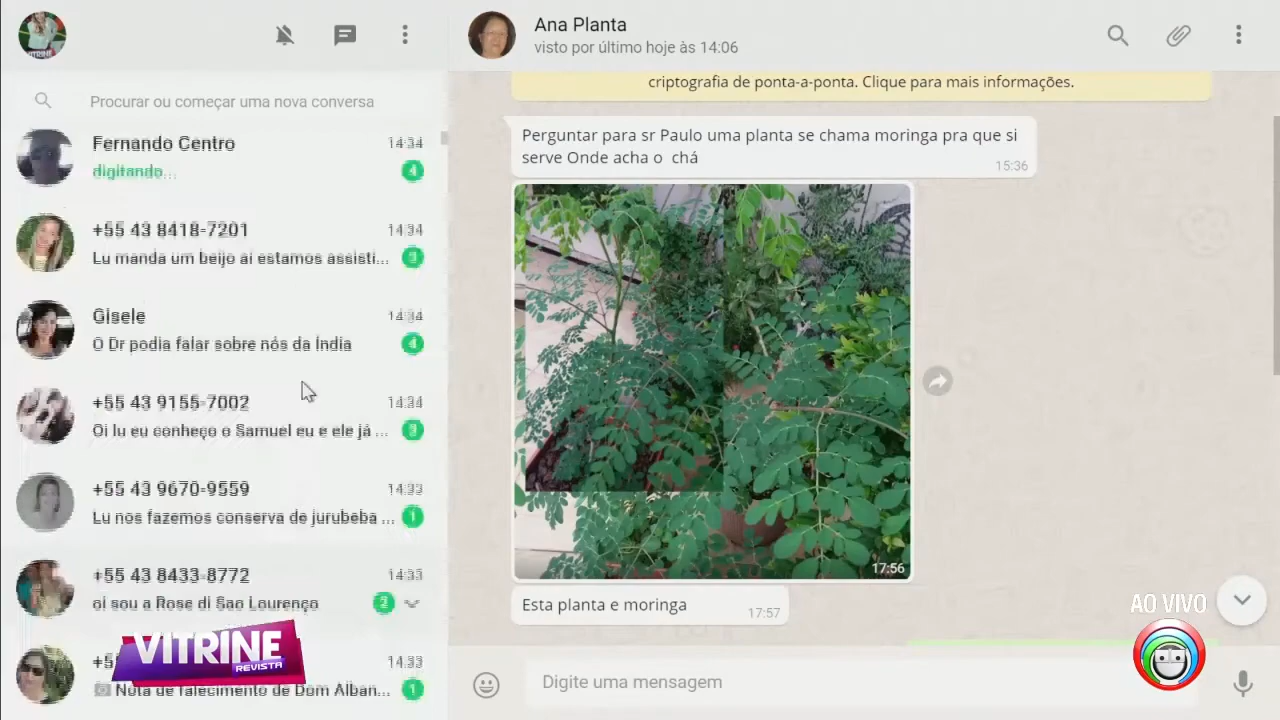 Procurar ou começar uma nova conversa
Fernando Centro
14:34
digitando...
4
+55 43 8418-7201
14:34
Lu manda um beijo ai estamos assisti...
Gisele
14:34
O Dr podia falar sobre nós da Índia
4
+55 43 9155-7002
14:34
Oi lu eu conheço o Samuel eu e ele já ...
3
+55 43 9670-9559
14:33
Lu nos fazemos conserva de jurubeba ...
1
+55 43 8433-8772
14:33
oi sou a Rose di Sao Lourenço
2
14:33
Nota de falecimento de Dom Alban...
1
VITRINE
REVISTA
Ana Planta
visto por último hoje às 14:06
criptografia de ponta-a-ponta. Clique para mais informações.
Perguntar para sr Paulo uma planta se chama moringa pra que si
serve Onde acha o chá
15:36
17:56
Esta planta e moringa
17:57
AO VIVO
Digite uma mensagem